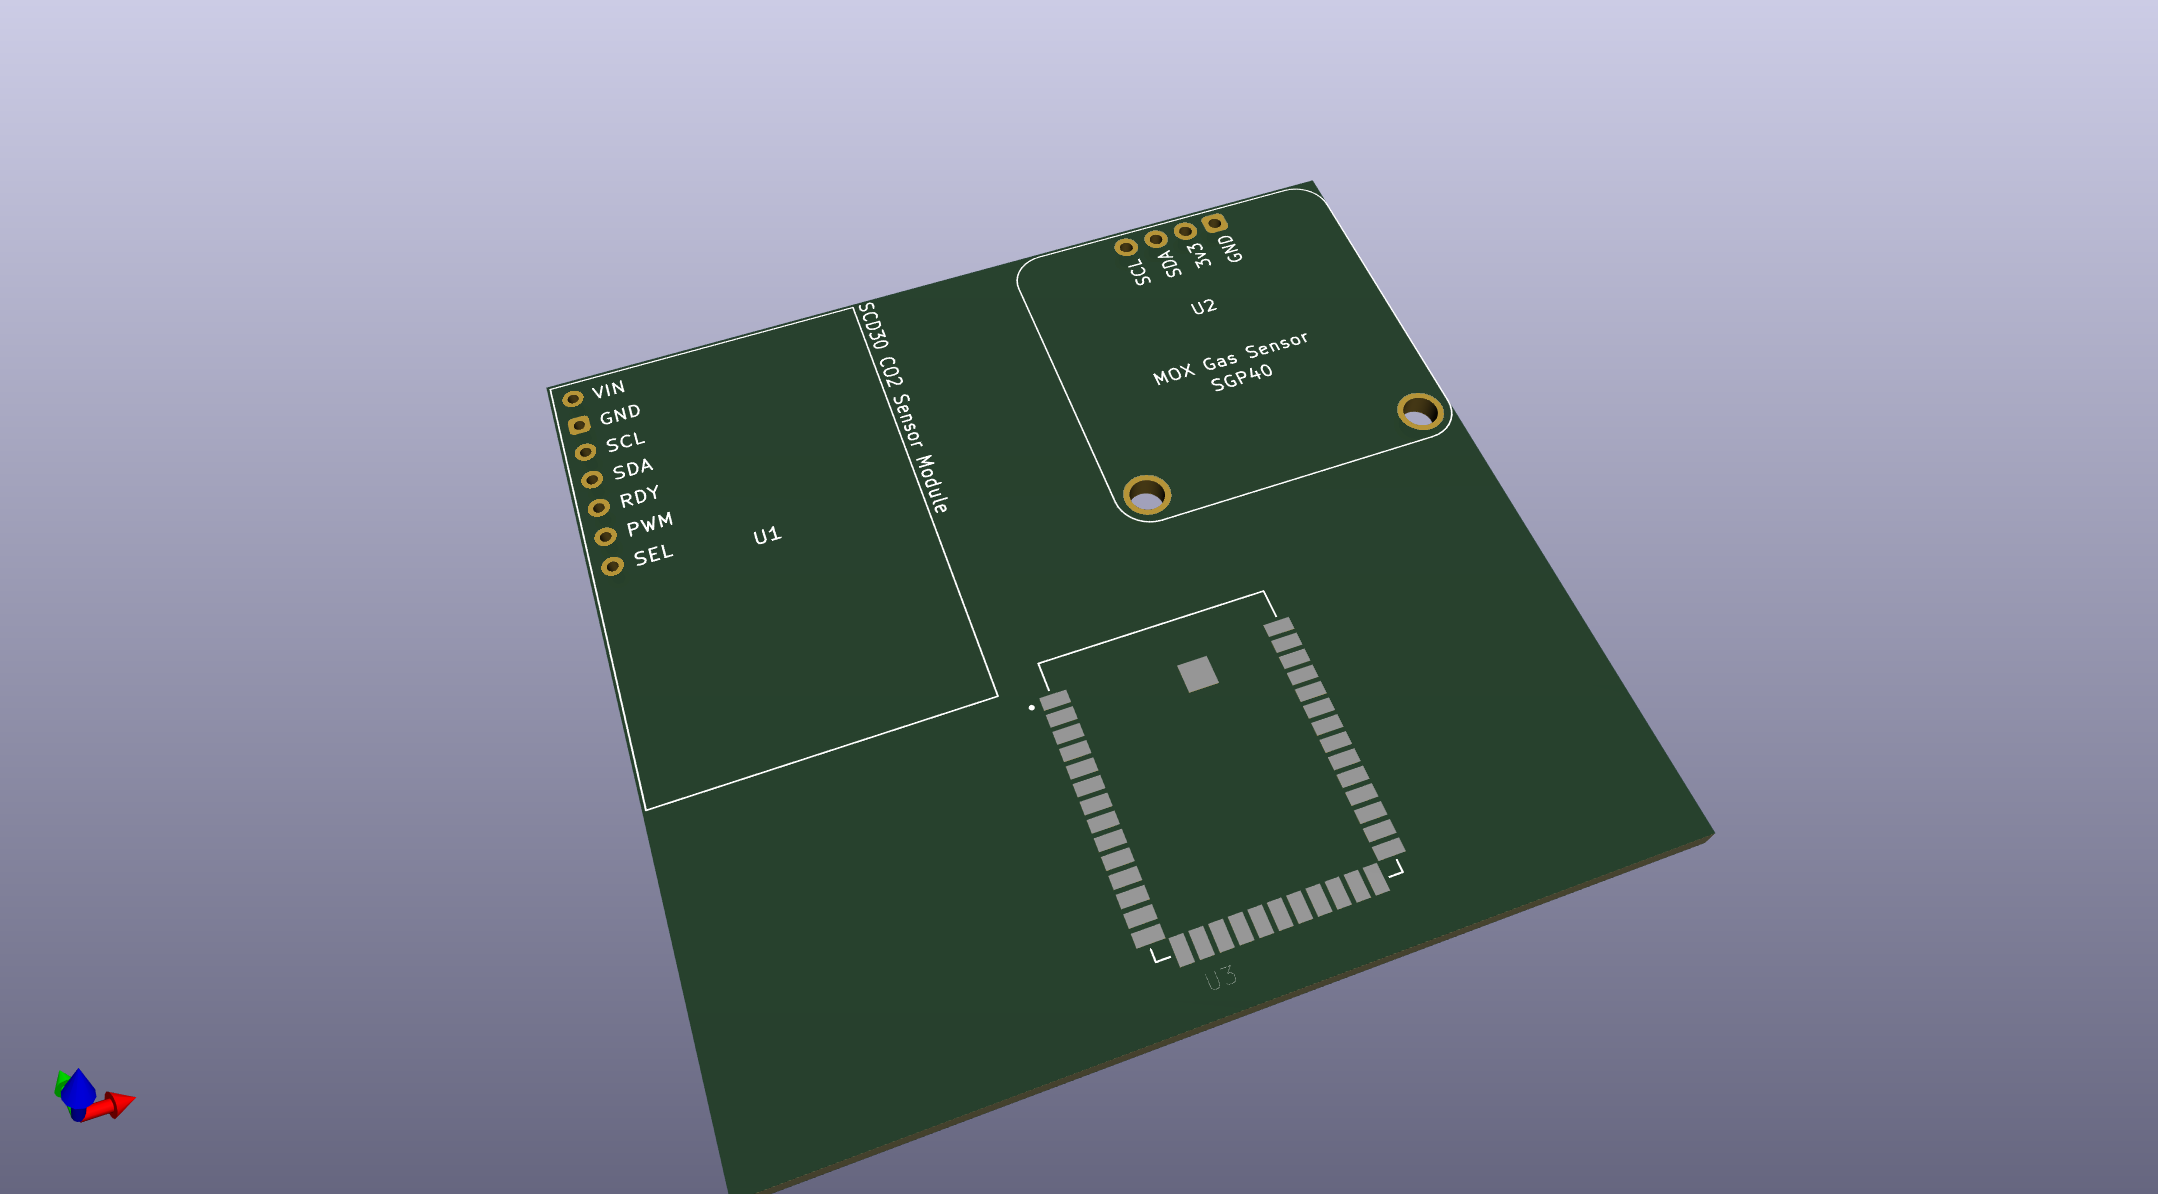 VIN
GND
SCL
SDA
RDY
PWM
SEL
U1
SCD30 CO2 Sensor Module
SCL
SDA
3v3
GND
U2
MOX Gas Sensor
SGP40
U3